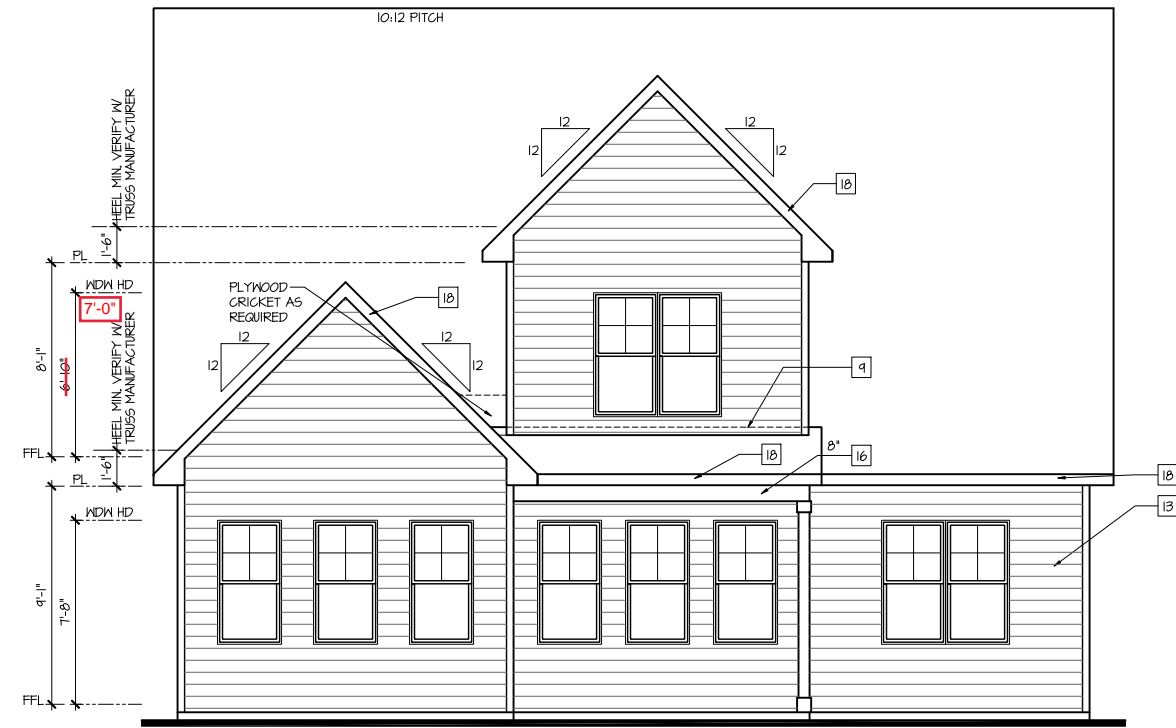 10:12 PITCH
HEEL MIN. VERIFY W/
TRUSS MANUFACTURER
12
12
12
12
18
1'-6"
PL
WDW HD
7'-0"
PLYWOOD
CRICKET AS
REQUIRED
18
12
12
12
12
8'-1"
6'-10"
HEEL MIN. VERIFY W/
TRUSS MANUFACTURER
9
FFL
1'-6"
PL
18
8"
16
18
WDW HD
13
9'-1"
7'-8"
FFL